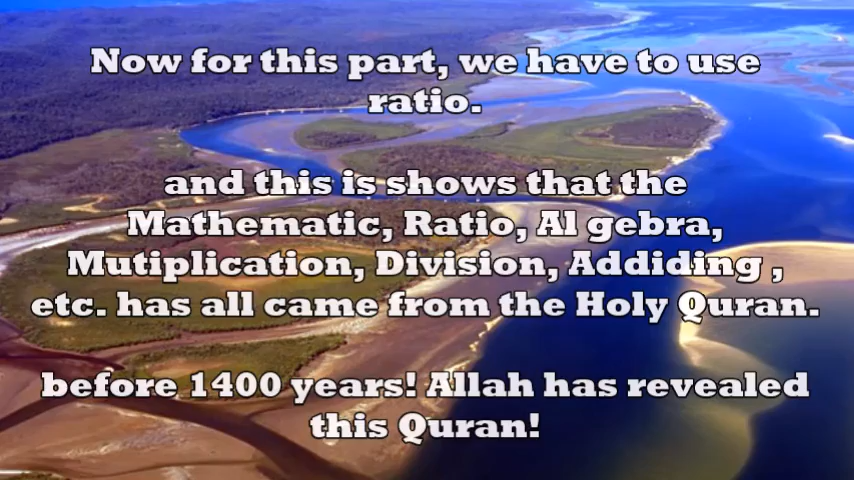 Now for this part, we have to use
ratio.
and this is shows that the
Mathematic, Ratio, Al gebra,
Mutiplication, Division, Addiding ,
etc. has all came from the Holy Quran.
before 1400 years! Allah has revealed
this Quran!